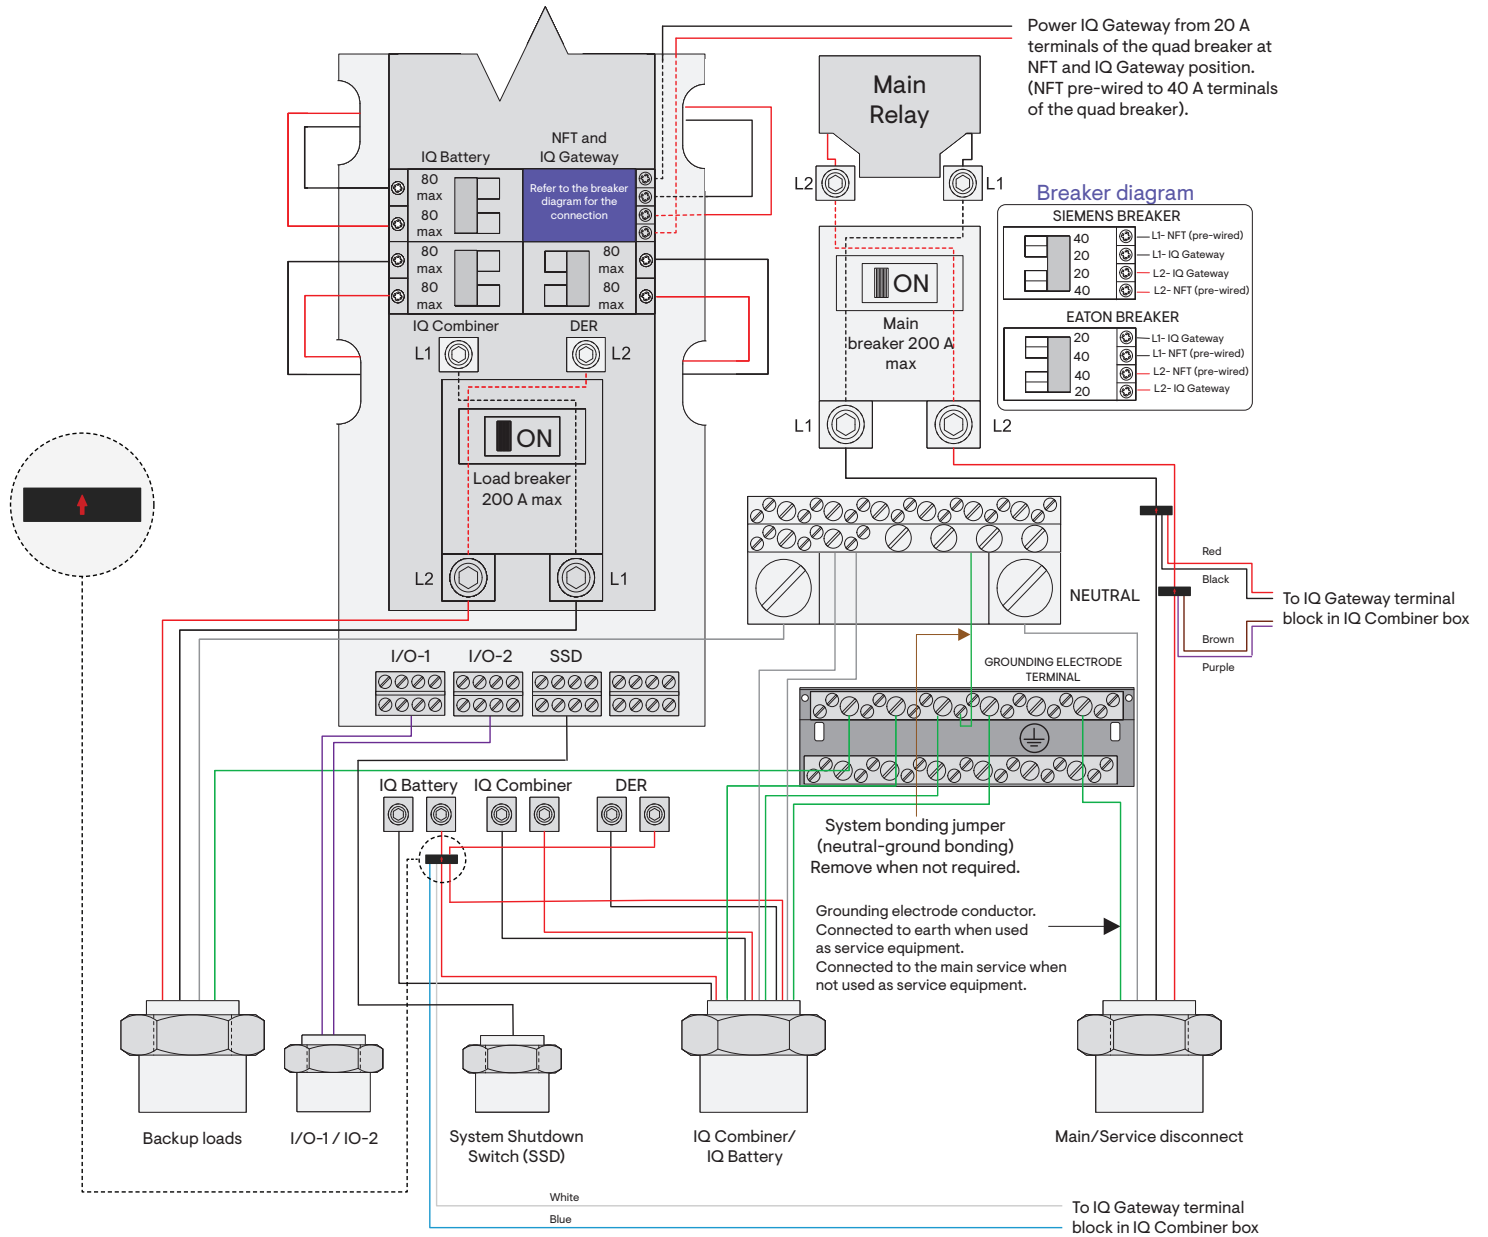 Power IQ Gateway from 20 A
terminals of the quad breaker at
NFT and IQ Gateway position.
(NFT pre-wired to 40 A terminals
of the quad breaker).
Main
Relay
NFT and
IQ Gateway
IQ Battery
80
max
80
max
Refer to the breaker
diagram for the
connection
80
max
80
max
80
max
80
max
IQ Combiner
DER
L1
L2
ON
Load breaker
200 A max
L2
L1
L2
L1
ON
Main
breaker 200 A
max
L1
L2
Breaker diagram
SIEMENS BREAKER
40
20
20
40
L1- NFT (pre-wired)
L1- IQ Gateway
L2- IQ Gateway
L2- NFT (pre-wired)
EATON BREAKER
20
40
40
20
L1- IQ Gateway
L1- NFT (pre-wired)
L2- NFT (pre-wired)
L2- IQ Gateway
NEUTRAL
Red
Black
Brown
Purple
To IQ Gateway terminal
block in IQ Combiner box
I/O-1
I/O-2
SSD
GROUNDING ELECTRODE
TERMINAL
IQ Battery
IQ Combiner
DER
System bonding jumper
(neutral-ground bonding)
Remove when not required.
Grounding electrode conductor.
Connected to earth when used
as service equipment.
Connected to the main service when
not used as service equipment.
Backup loads
I/O-1 / IO-2
System Shutdown
Switch (SSD)
IQ Combiner/
IQ Battery
Main/Service disconnect
White
Blue
To IQ Gateway terminal
block in IQ Combiner box